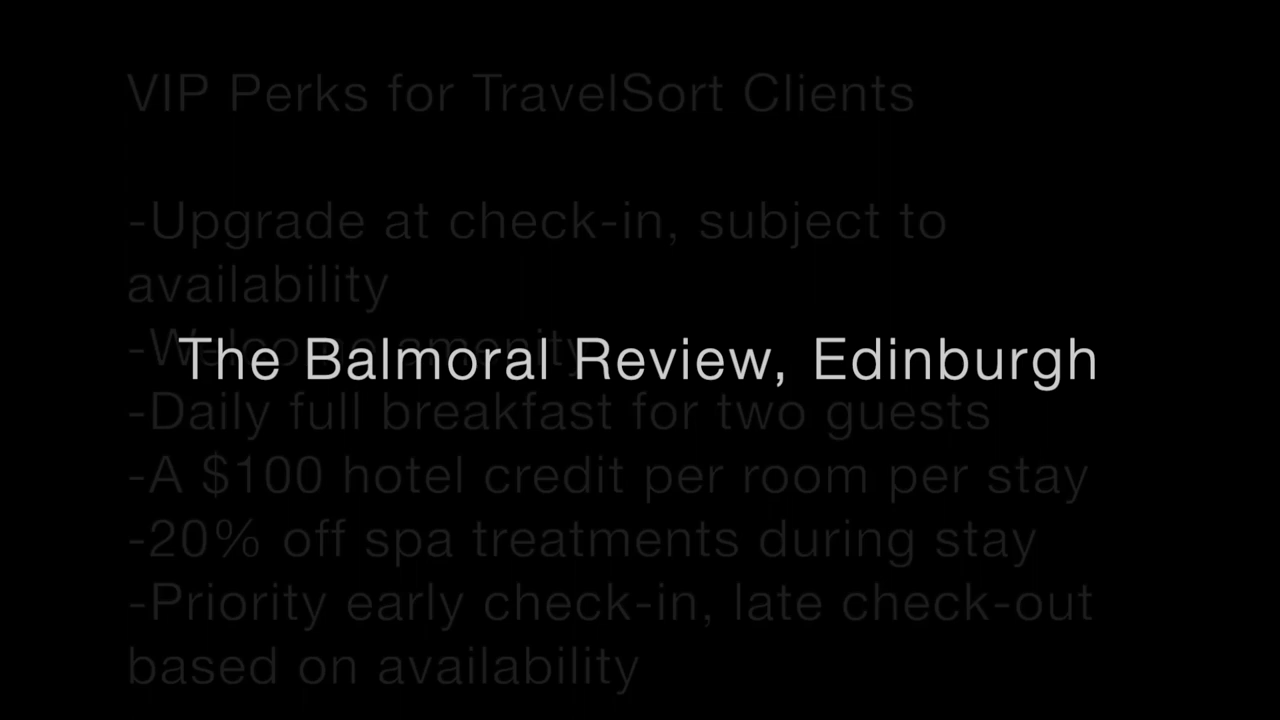 VIP Perks for TravelSort Clients
-Upgrade at check-in, subject to
availability
-Welcome amenity
The Balmoral Review, Edinburgh
-Daily full breakfast for two guests
-A $100 hotel credit per room per stay
-20% off spa treatments during stay
-Priority early check-in, late check-out
based on availability